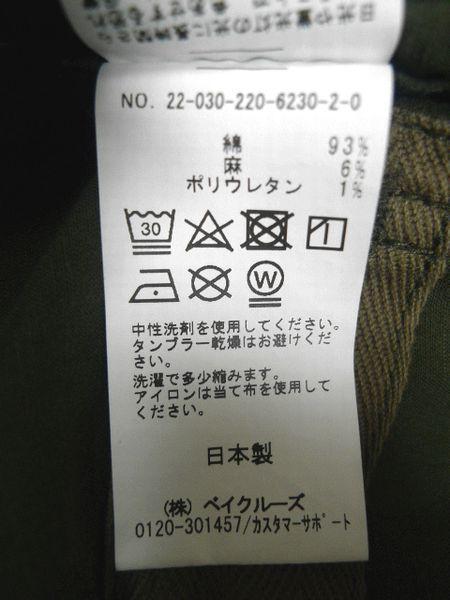 NO. 22-030-220-6230-2-0
綿 93%
麻 6%
ポリウレタン 1%
30
W
中性洗剤を使用してください。
タンブラー乾燥はお避けくだ
さい。
洗濯で多少縮みます。
アイロンは当て布を使用して
ください。
日本製
(株) ベイクルーズ
0120-301457/カスタマーサポート